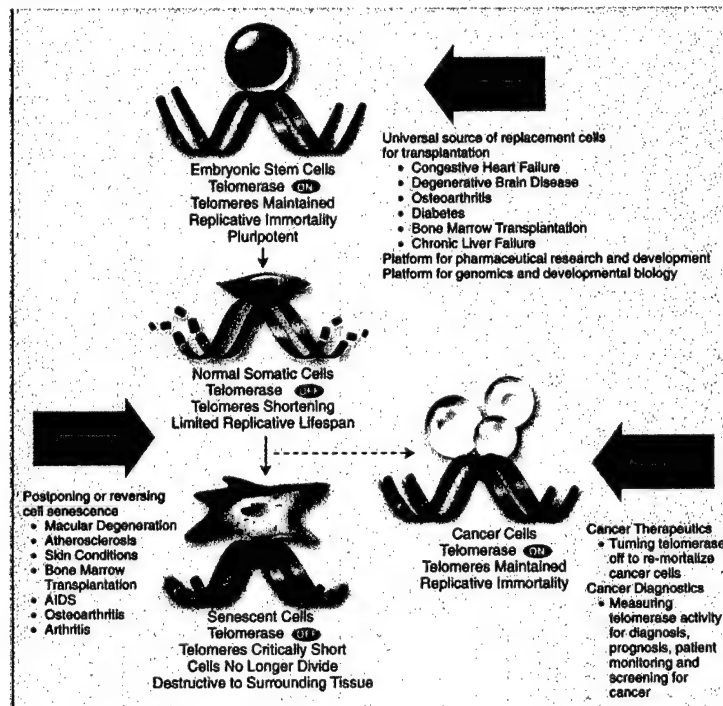 Embryonic Stem Cells
Telomerase ON
Telomeres Maintained
Replicative Immortality
Pluripotent
Universal source of replacement cells
for transplantation
• Congestive Heart Failure
• Degenerative Brain Disease
• Osteoarthritis
• Diabetes
• Bone Marrow Transplantation
• Chronic Liver Failure
Platform for pharmaceutical research and development
Platform for genomics and developmental biology
Normal Somatic Cells
Telomerase OFF
Telomeres Shortening
Limited Replicative Lifespan
Postponing or reversing
cell senescence
• Macular Degeneration
• Atherosclerosis
• Skin Conditions
• Bone Marrow
Transplantation
• AIDS
• Osteoarthritis
• Arthritis
Senescent Cells
Telomerase OFF
Telomeres Critically Short
Cells No Longer Divide
Destructive to Surrounding Tissue
Cancer Cells
Telomerase ON
Telomeres Maintained
Replicative Immortality
Cancer Therapeutics
• Turning telomerase
off to re-mortalize
cancer cells
Cancer Diagnostics
• Measuring
telomerase activity
for diagnosis,
prognosis, patient
monitoring and
screening for
cancer